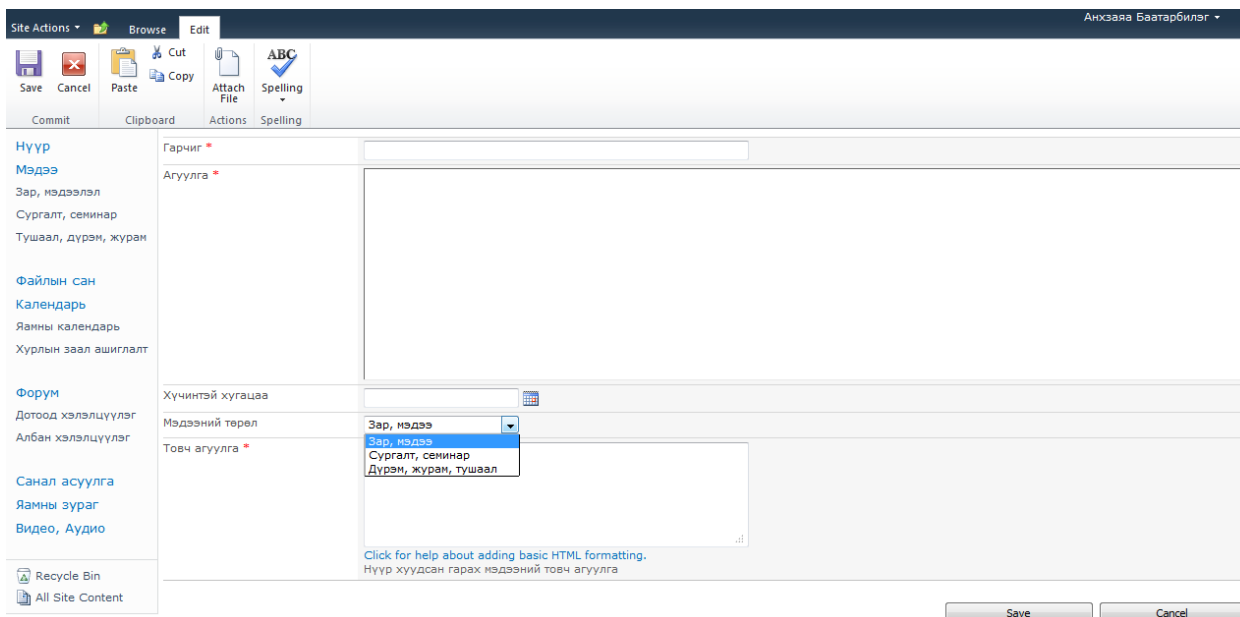 Site Actions Browse Edit Анхзаяа Баатарбилэг
Save Cancel Paste Cut Copy Attach File ABC Spelling
Commit Clipboard Actions Spelling
Нүүр
Мэдээ
Зар, мэдээлэл
Сургалт, семинар
Тушаал, дүрэм, журам
Файлын сан
Календарь
Яамны календарь
Хурлын заал ашиглалт
Форум
Дотоод хэлэлцүүлэг
Албан хэлэлцүүлэг
Санал асуулга
Яамны зураг
Видео, Аудио
Recycle Bin
All Site Content
Гарчиг *
Агуулга *
Хүчинтэй хугацаа
Мэдээний төрөл
Зар, мэдээ
Зар, мэдээ
Сургалт, семинар
Дүрэм, журам, тушаал
Товч агуулга *
Click for help about adding basic HTML formatting.
Нүүр хуудсан гарах мэдээний товч агуулга
Save Cancel